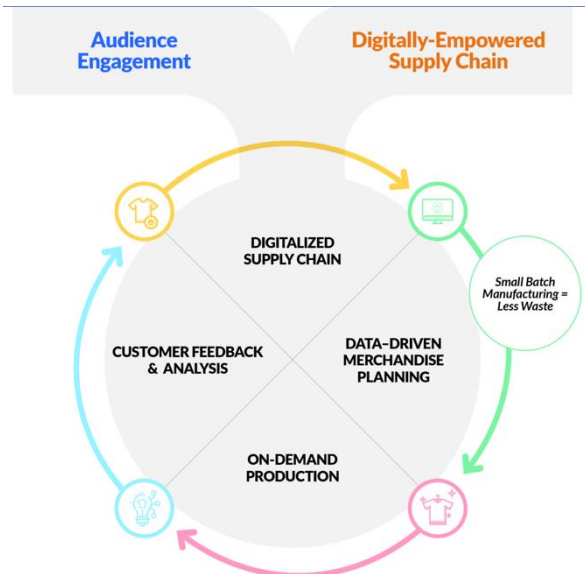 Audience
Engagement
Digitally-Empowered
Supply Chain
DIGITALIZED
SUPPLY CHAIN
Small Batch
Manufacturing =
Less Waste
CUSTOMER FEEDBACK
& ANALYSIS
DATA–DRIVEN
MERCHANDISE
PLANNING
ON-DEMAND
PRODUCTION